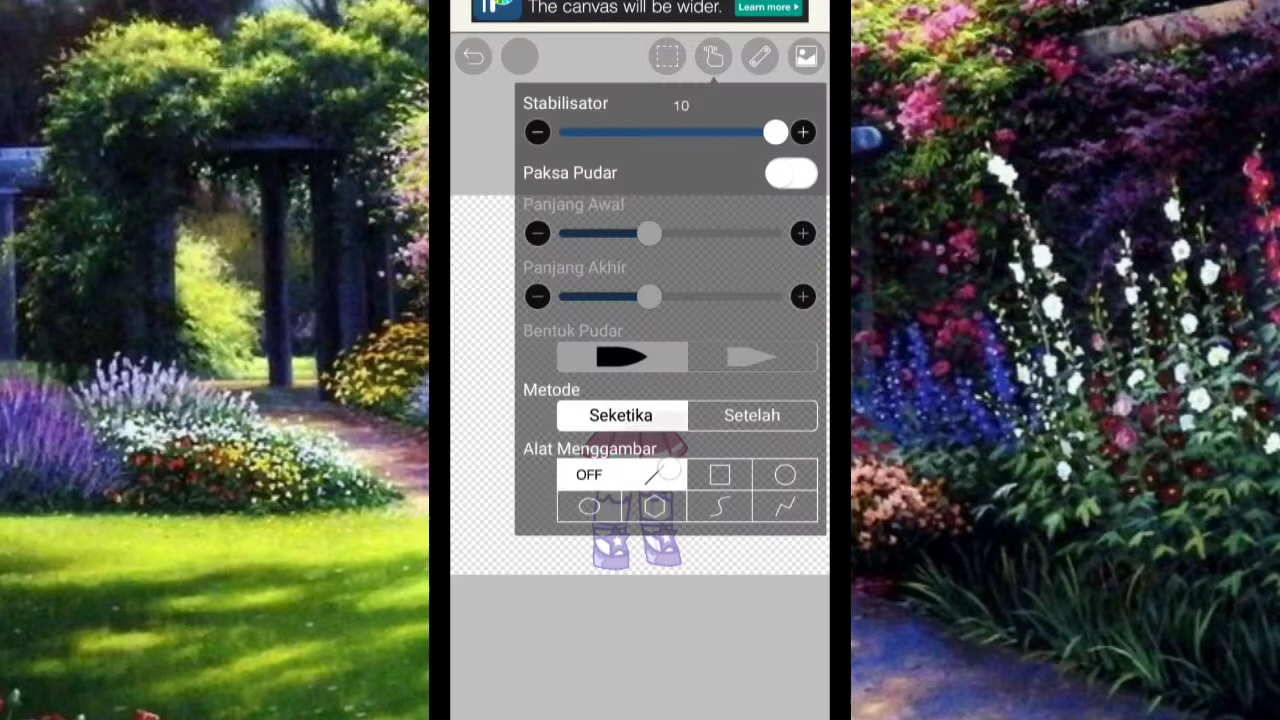 The canvas will be wider.
Learn more
Stabilisator
10
Paksa Pudar
Panjang Awal
Panjang Akhir
Bentuk Pudar
Metode
Seketika
Setelah
Alat Menggambar
OFF